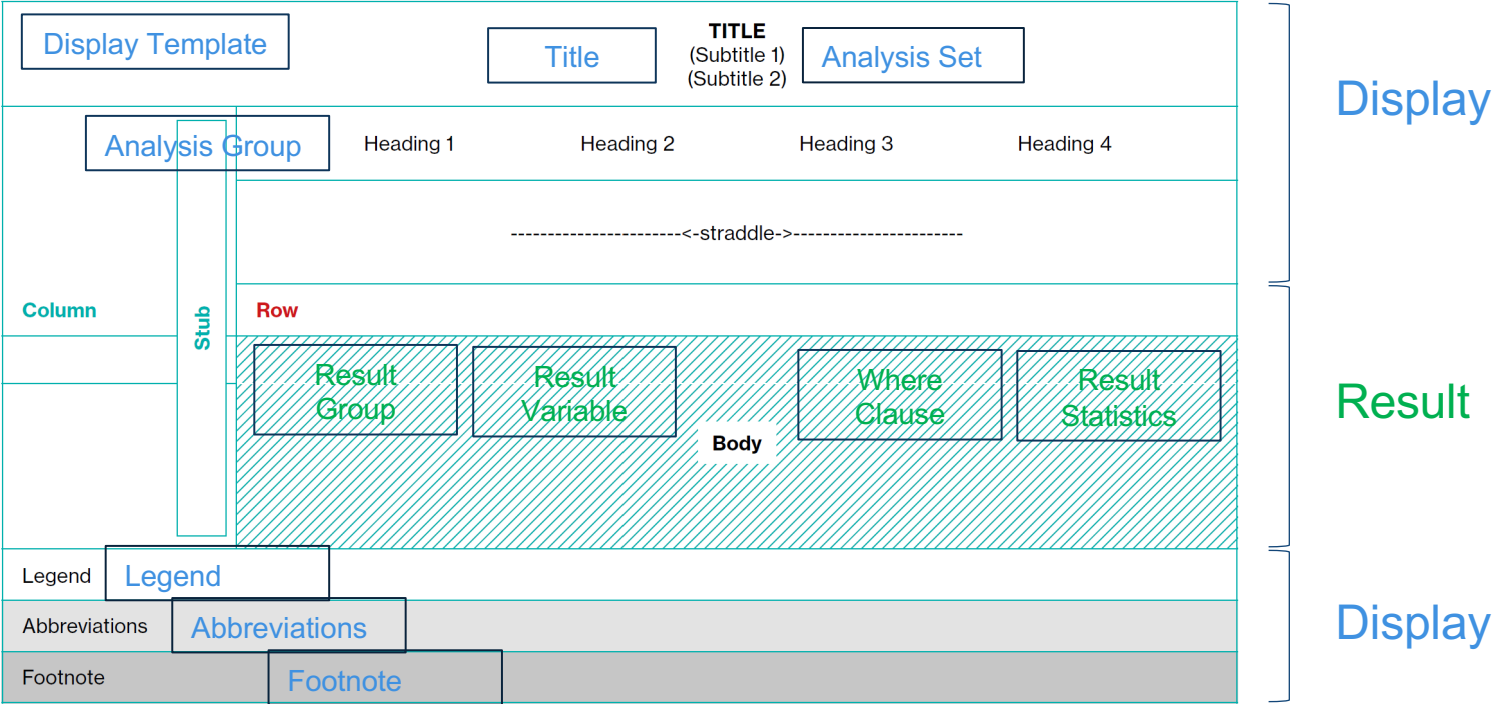 Display Template
Title
TITLE
(Subtitle 1)
(Subtitle 2)
Analysis Set
Display
Analysis Group
Heading 1
Heading 2
Heading 3
Heading 4
-----------------------<-straddle->-----------------------
Column
Stub
Row
Result
Group
Result
Variable
Where
Clause
Result
Statistics
Body
Result
Legend
Legend
Abbreviations
Abbreviations
Display
Footnote
Footnote